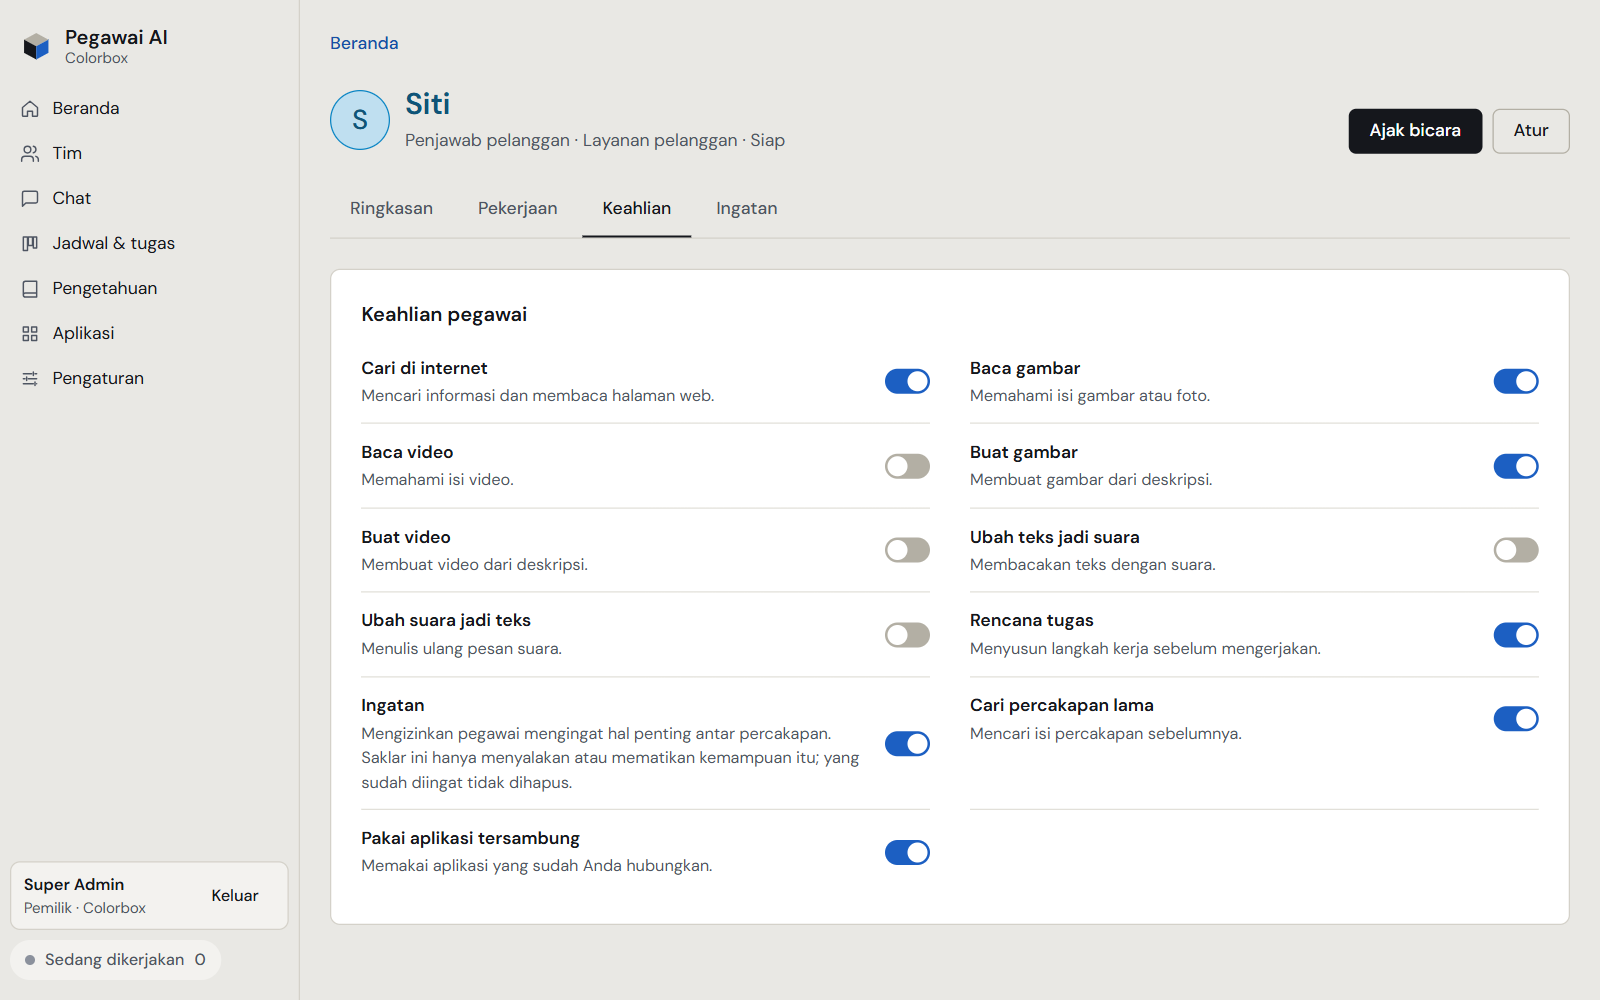 Pegawai AI
Colorbox
Beranda
Tim
Chat
Jadwal & tugas
Pengetahuan
Aplikasi
Pengaturan
Super Admin
Pemilik · Colorbox
Keluar
Sedang dikerjakan 0
Beranda
S
Siti
Penjawab pelanggan · Layanan pelanggan · Siap
Ajak bicara
Atur
Ringkasan
Pekerjaan
Keahlian
Ingatan
Keahlian pegawai
Cari di internet
Mencari informasi dan membaca halaman web.
Baca gambar
Memahami isi gambar atau foto.
Baca video
Memahami isi video.
Buat gambar
Membuat gambar dari deskripsi.
Buat video
Membuat video dari deskripsi.
Ubah teks jadi suara
Membacakan teks dengan suara.
Ubah suara jadi teks
Menulis ulang pesan suara.
Rencana tugas
Menyusun langkah kerja sebelum mengerjakan.
Ingatan
Mengizinkan pegawai mengingat hal penting antar percakapan.
Saklar ini hanya menyalakan atau mematikan kemampuan itu; yang
sudah diingat tidak dihapus.
Cari percakapan lama
Mencari isi percakapan sebelumnya.
Pakai aplikasi tersambung
Memakai aplikasi yang sudah Anda hubungkan.